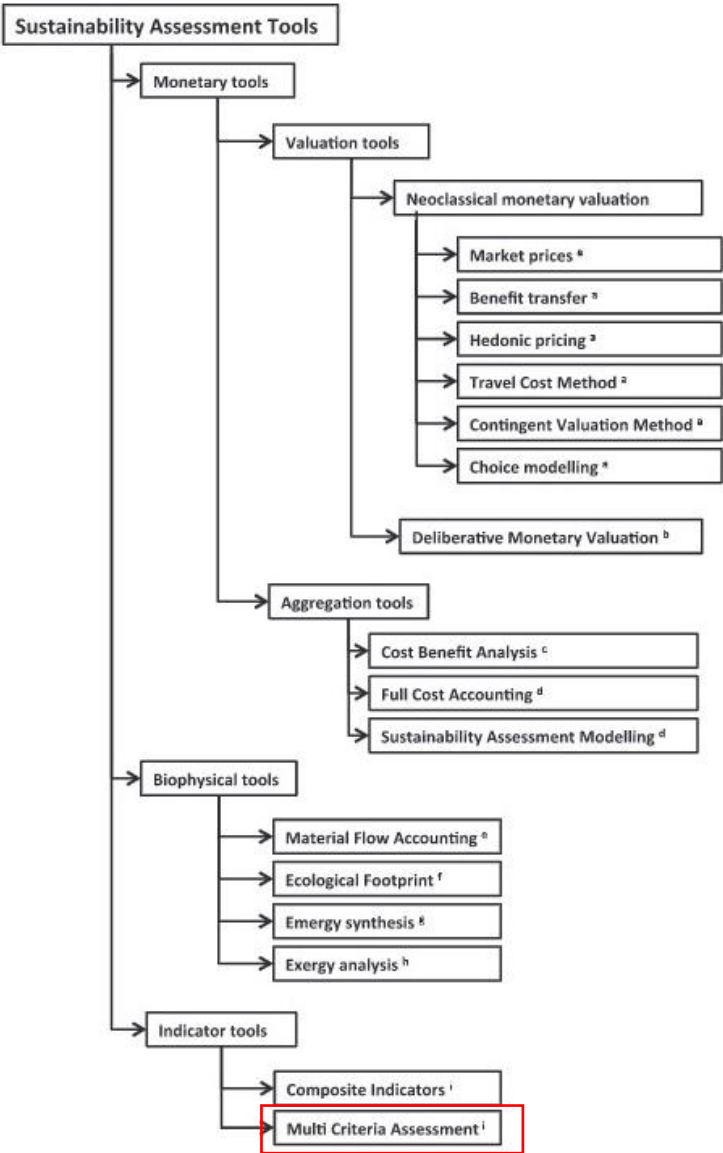 Sustainability Assessment Tools
Monetary tools
Valuation tools
Neoclassical monetary valuation
Market prices
Benefit transfer
Hedonic pricing
Travel Cost Method
Contingent Valuation Method
Choice modelling
Deliberative Monetary Valuation ᵇ
Aggregation tools
Cost Benefit Analysis ᶜ
Full Cost Accounting ᵈ
Sustainability Assessment Modelling ᵈ
Biophysical tools
Material Flow Accounting
Ecological Footprint ᶠ
Emergy synthesis ᵍ
Exergy analysis ʰ
Indicator tools
Composite Indicators
Multi Criteria Assessment ⁱ